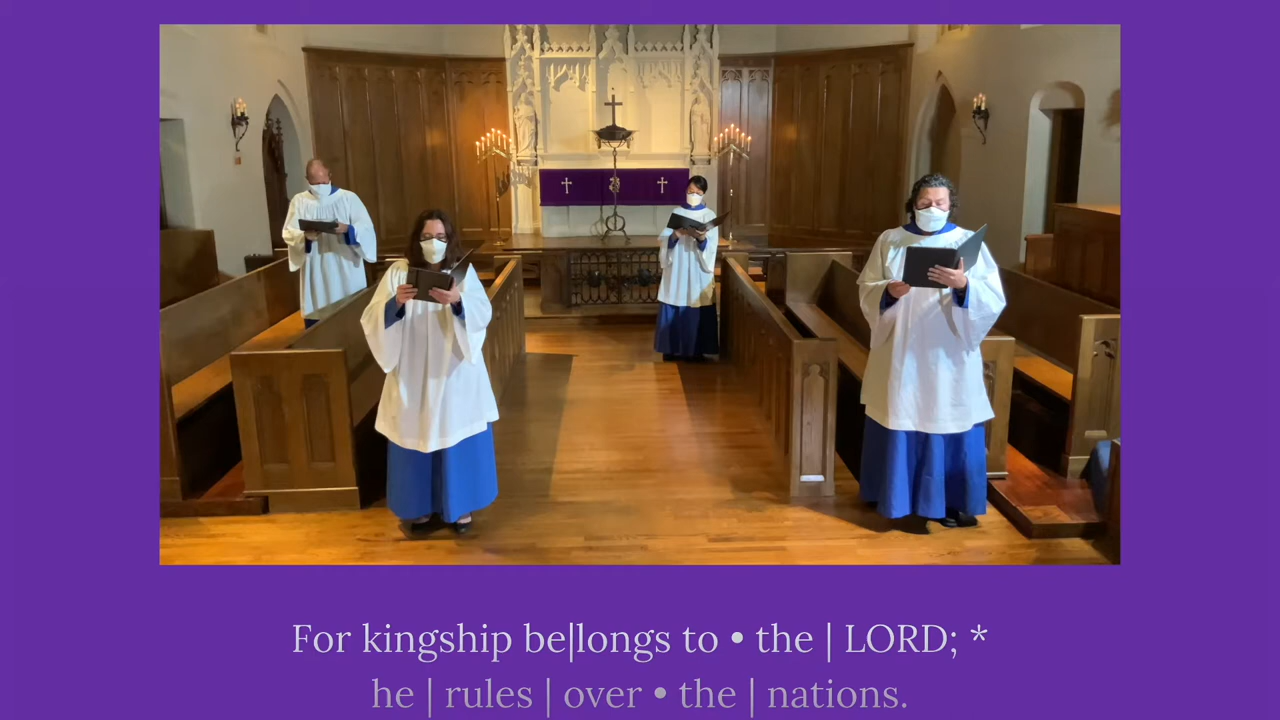 For kingship be|longs to • the | LORD; *
he | rules | over • the | nations.